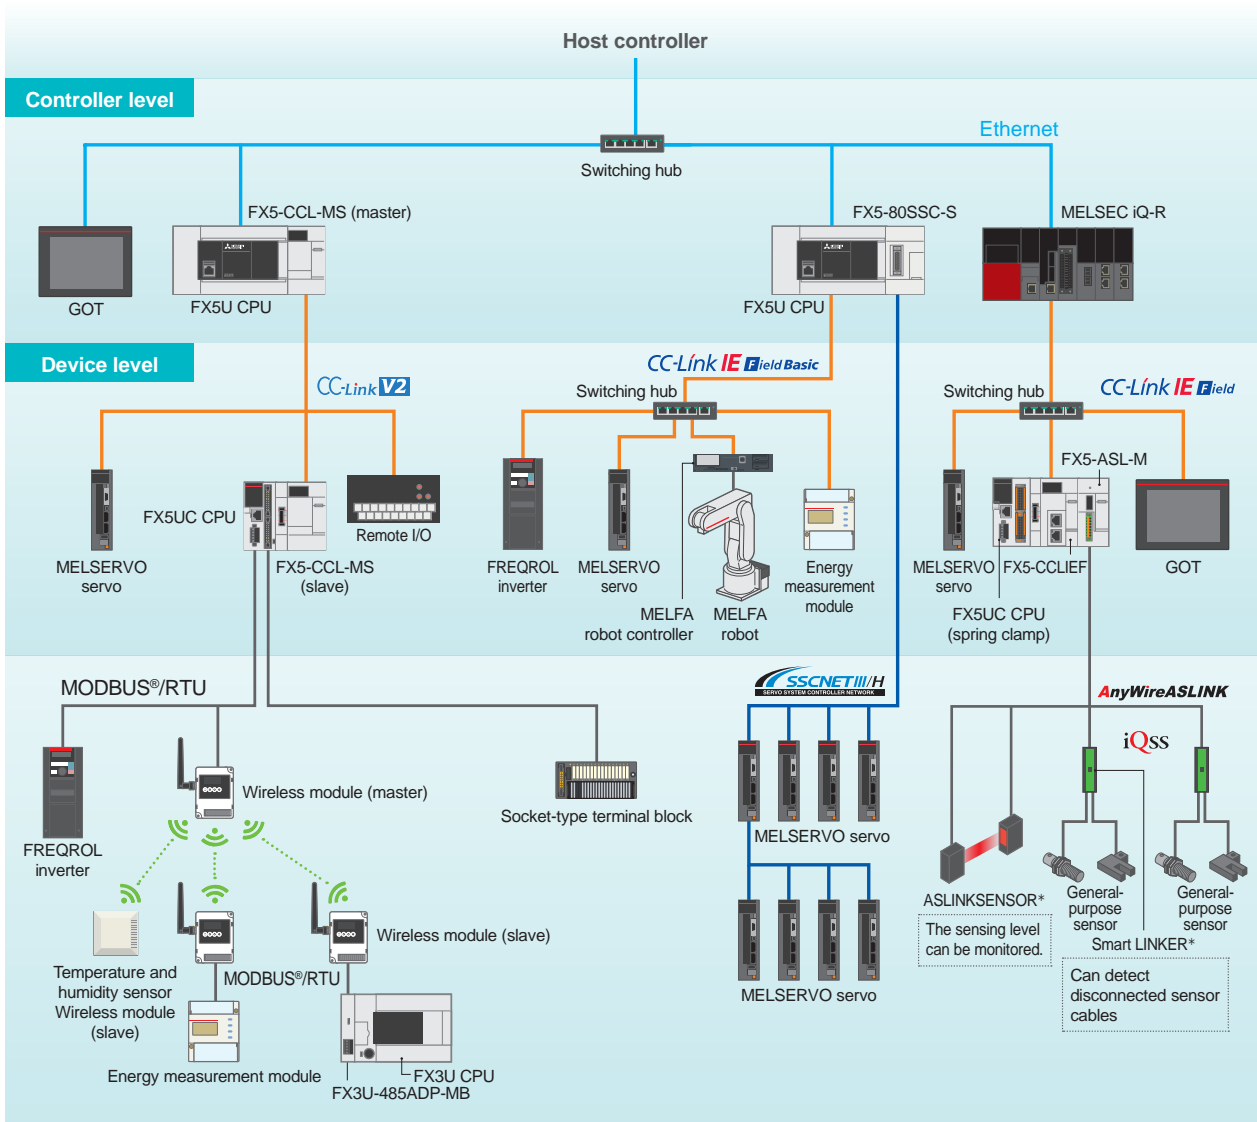 Host controller
Controller level
Ethernet
Switching hub
FX5-CCL-MS (master)
FX5-80SSC-S
MELSEC iQ-R
GOT
FX5U CPU
FX5U CPU
Device level
CC-Link V2
CC-Link IE Field Basic
CC-Link IE Field
Switching hub
Switching hub
FX5-ASL-M
FX5UC CPU
Remote I/O
MELSERVO
servo
FX5-CCL-MS
(slave)
FREQROL
inverter
MELSERVO
servo
MELFA
robot controller
MELFA
robot
Energy
measurement
module
MELSERVO
servo
FX5-CCLIEF
GOT
FX5UC CPU
(spring clamp)
MODBUS®/RTU
SSCNET III/H
SERVO SYSTEM CONTROLLER NETWORK
AnyWireASLINK
iQss
Wireless module (master)
Socket-type terminal block
MELSERVO servo
FREQROL
inverter
ASLINKSENSOR*
The sensing level
can be monitored.
General-
purpose
sensor
General-
purpose
sensor
Smart LINKER*
Can detect
disconnected sensor
cables
Wireless module (slave)
MODBUS®/RTU
Temperature and
humidity sensor
Wireless module
(slave)
MELSERVO servo
Energy measurement module
FX3U CPU
FX3U-485ADP-MB